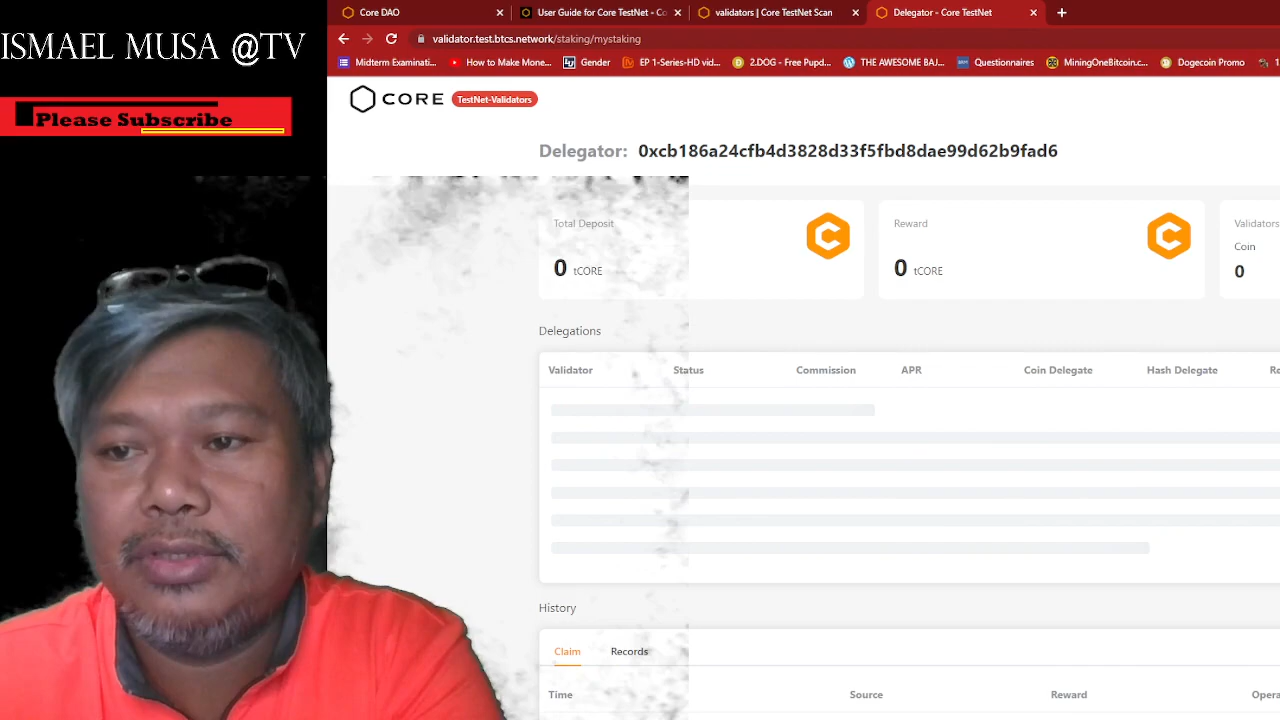 ISMAEL MUSA @TV
Please Subscribe
Core DAO
User Guide for Core TestNet - Co
validators | Core TestNet Scan
Delegator - Core TestNet
validator.test.btcs.network/staking/mystaking
Midterm Examinati...
How to Make Mone...
Gender
EP 1-Series-HD vid...
2.DOG - Free Pupd...
THE AWESOME BAJ...
Questionnaires
MiningOneBitcoin.c...
Dogecoin Promo
CORE TestNet-Validators
Delegator: 0xcb186a24cfb4d3828d33f5fbd8dae99d62b9fad6
Total Deposit
0 tCORE
Reward
0 tCORE
Validators
Coin
0
Delegations
Validator Status Commission APR Coin Delegate Hash Delegate Re
History
Claim Records
Time Source Reward Opera